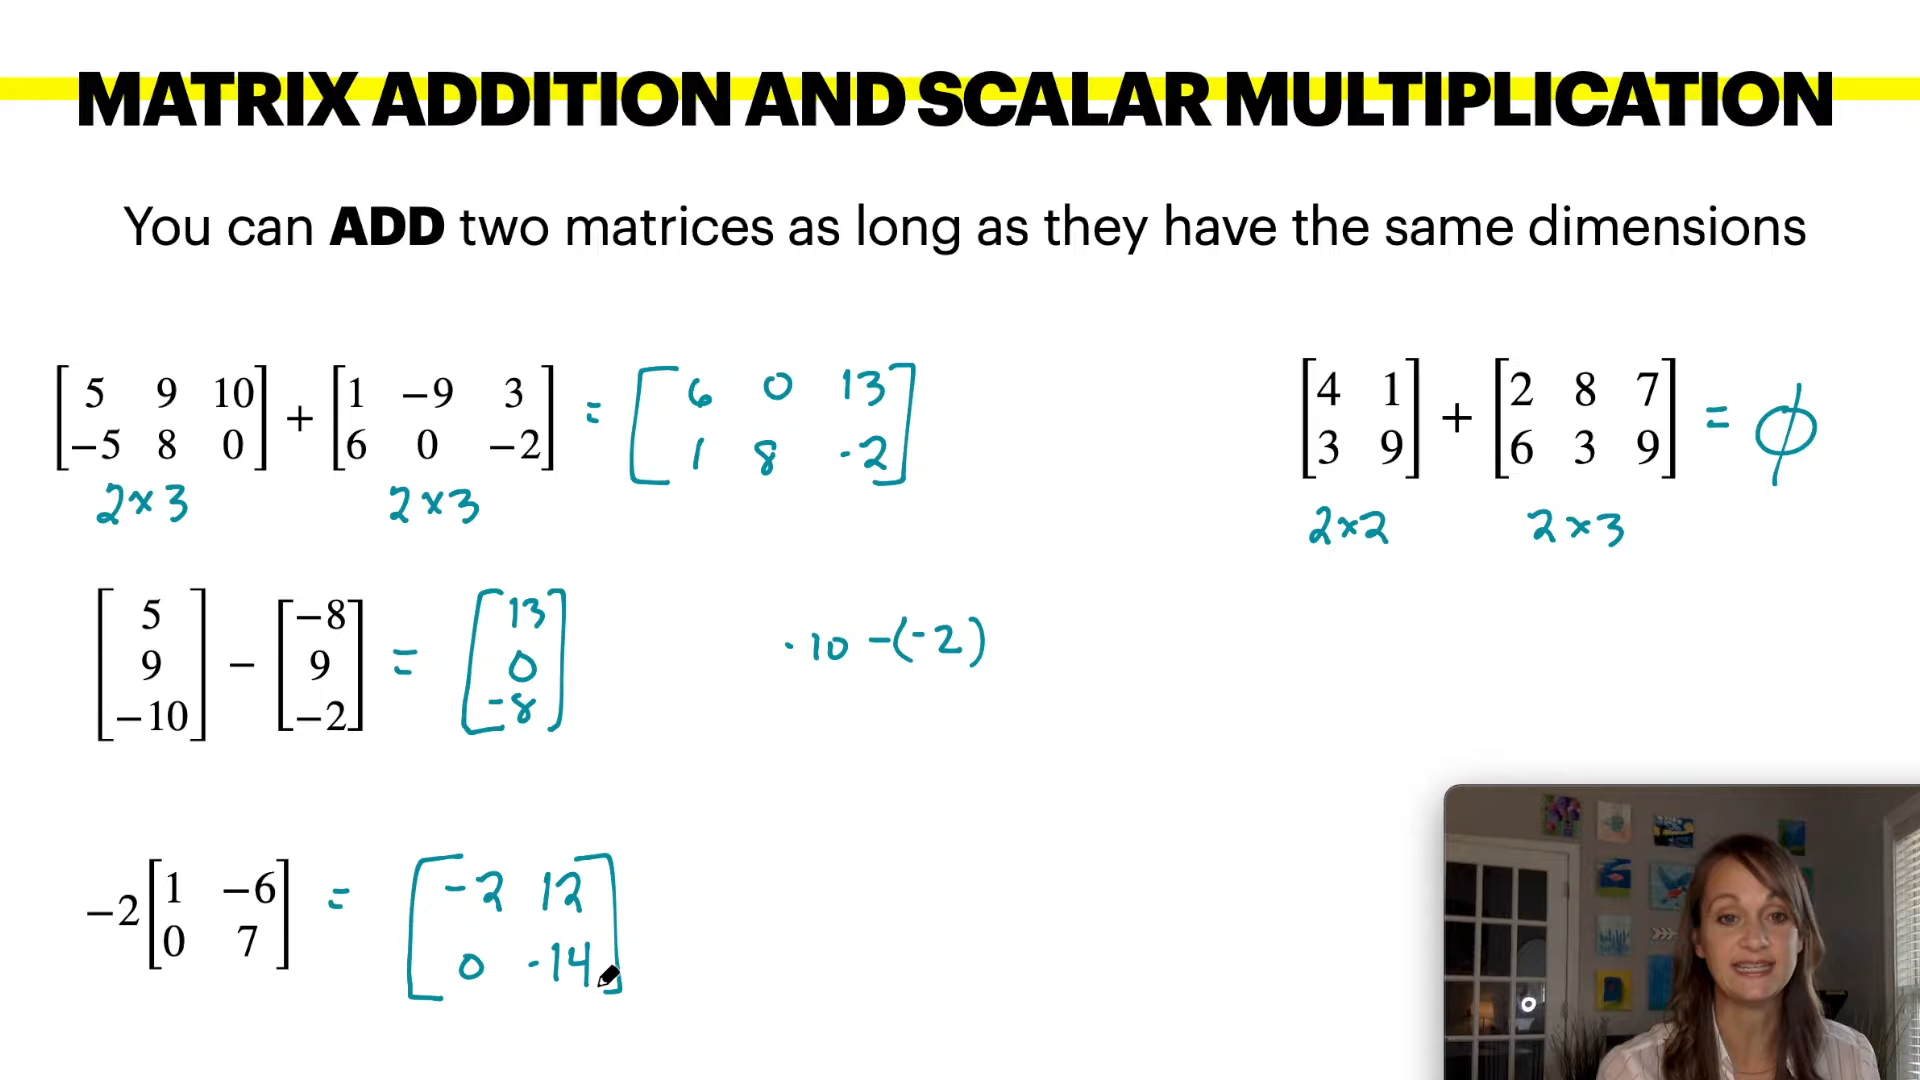 MATRIX ADDITION AND SCALAR MULTIPLICATION
You can ADD two matrices as long as they have the same dimensions
[5 9 10] + [1 −9 3] = [6 0 13]
[−5 8 0] [6 0 −2] [1 8 -2]
2×3 2×3
[4 1] + [2 8 7] = ϕ
[3 9] [6 3 9]
2×2 2×3
[5] − [−8] = [13]
[9] [9] [0]
[−10] [−2] [-8]
-10 -(-2)
−2 [1 −6] = [-2 12]
[0 7] [0 -14]